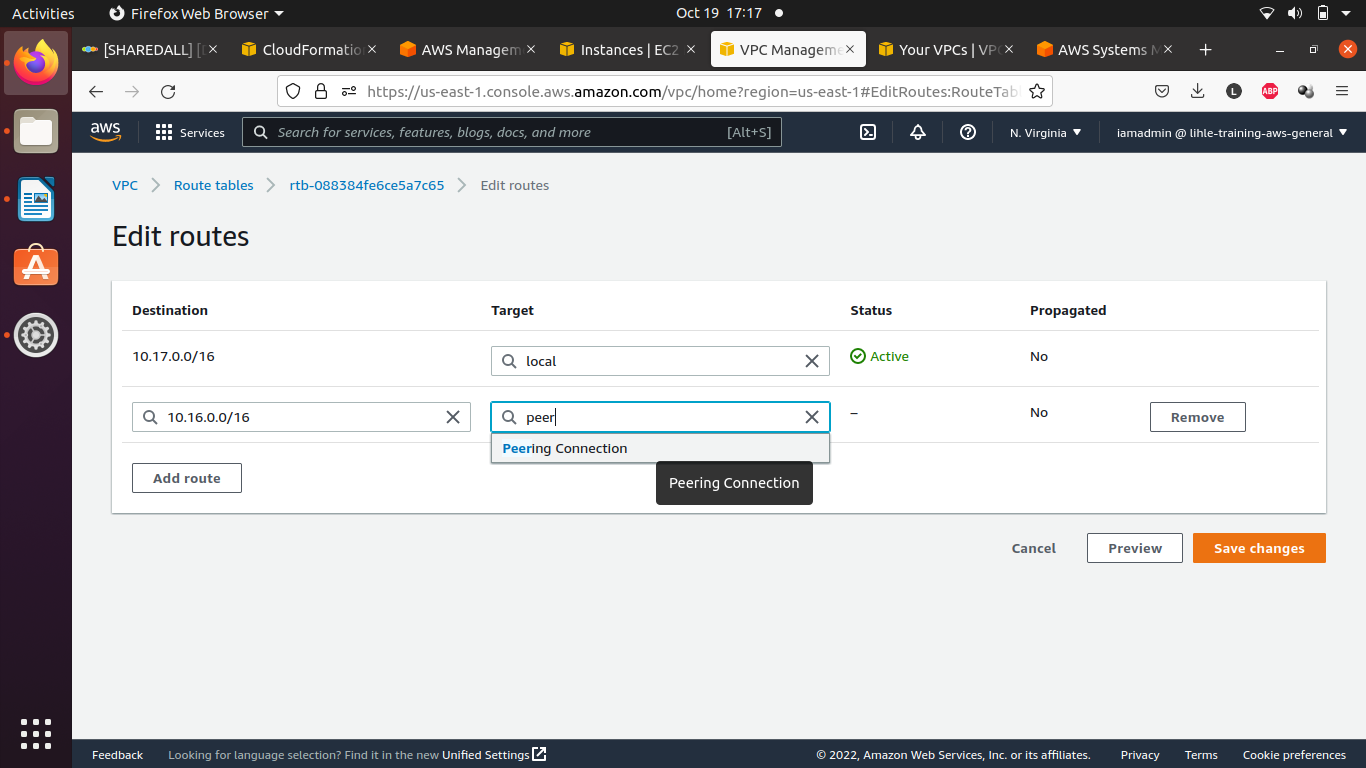 Activities Firefox Web Browser Oct 19 17:17
[SHAREDALL] [ CloudFormatio AWS Managem Instances | EC2 VPC Manageme Your VPCs | VP AWS Systems M
https://us-east-1.console.aws.amazon.com/vpc/home?region=us-east-1#EditRoutes:RouteTab L ABP
aws Services Search for services, features, blogs, docs, and more [Alt+S] N. Virginia iamadmin @ lihle-training-aws-general
VPC Route tables rtb-088384fe6ce5a7c65 Edit routes
Edit routes
Destination Target Status Propagated
10.17.0.0/16 local Active No
10.16.0.0/16 peer – No Remove
Peering Connection
Add route Peering Connection
Cancel Preview Save changes
Feedback Looking for language selection? Find it in the new Unified Settings © 2022, Amazon Web Services, Inc. or its affiliates. Privacy Terms Cookie preferences